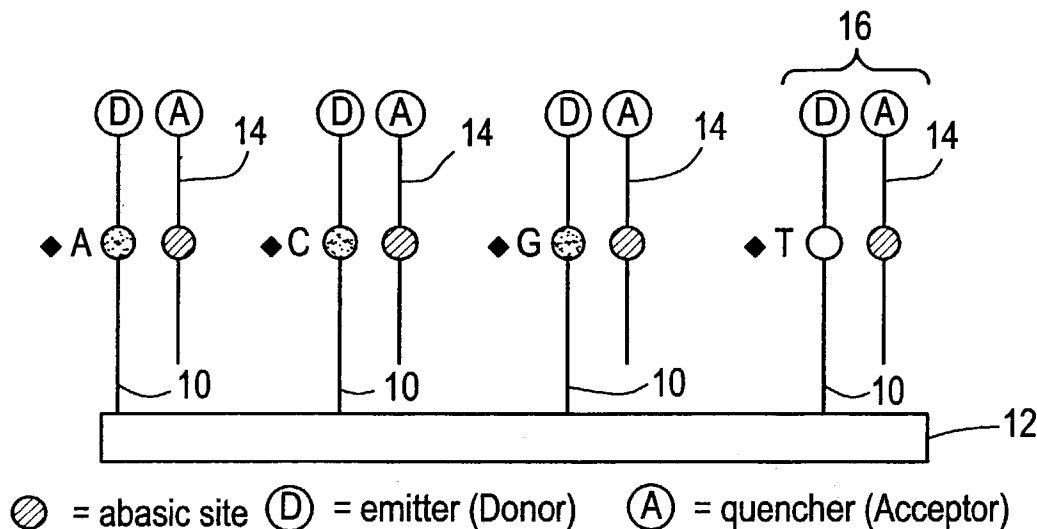 16
D A D A D A D A
14 14 14 14
◆ A ◆ C ◆ G ◆ T
10 10 10 10
12
= abasic site D = emitter (Donor) A = quencher (Acceptor)